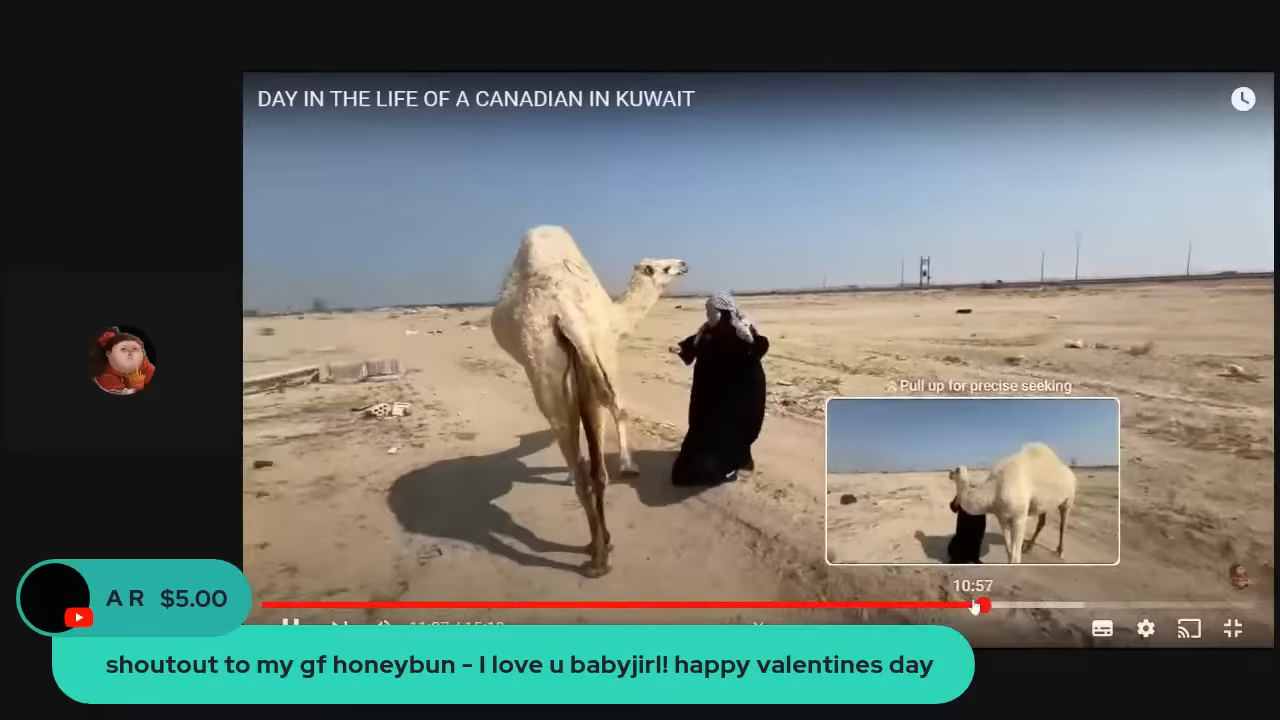 DAY IN THE LIFE OF A CANADIAN IN KUWAIT
Pull up for precise seeking
10:57
A R $5.00
shoutout to my gf honeybun - I love u babyjirl! happy valentines day